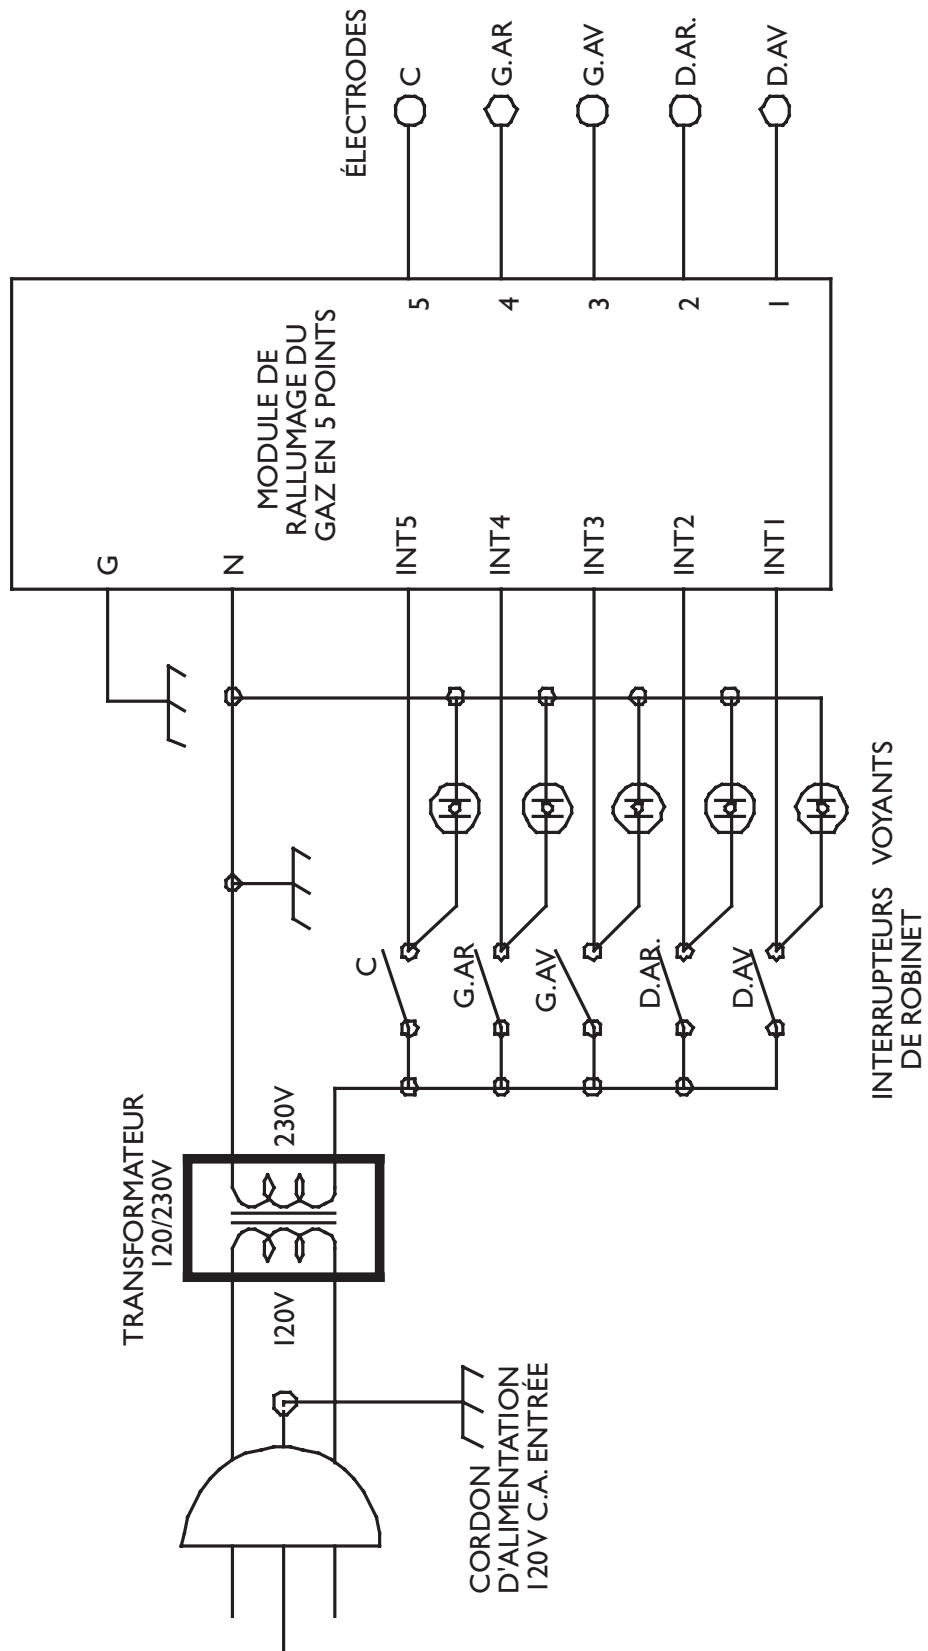 ÉLECTRODES
C
G.AR
G.AV
D.AR.
D.AV
MODULE DE
RALLUMAGE DU
GAZ EN 5 POINTS
5
4
3
2
1
G
N
INT5
INT4
INT3
INT2
INT1
C
G.AR
G.AV
D.AR.
D.AV
INTERRUPTEURS
DE ROBINET
VOYANTS
TRANSFORMATEUR
120/230V
230V
120V
CORDON
D'ALIMENTATION
120 V C.A. ENTRÉE